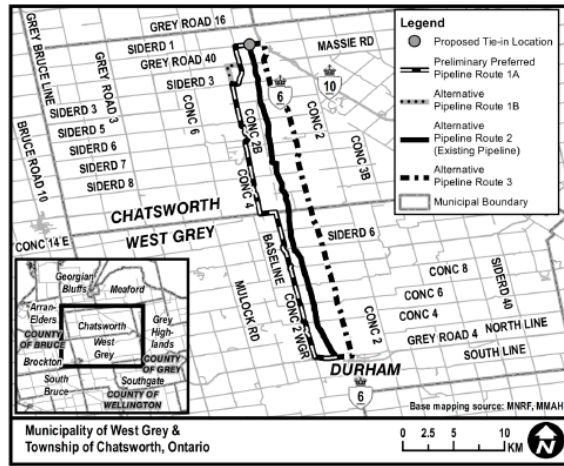 GREY ROAD 16
SIDERD 1
GREY ROAD 40
SIDERD 3
MASSIE RD
GREY BRUCE LINE
GREY ROAD 3
SIDERD 3
SIDERD 5
SIDERD 6
SIDERD 7
SIDERD 8
CONC 6
CONC 2B
CONC 4
6
10
CONC 2
CONC 3B
BRUCE ROAD 10
CHATSWORTH
WEST GREY
CONC 14 E
SIDERD 6
BASELINE
MULOCK RD
CONC 2 WGR
CONC 8
CONC 6
CONC 4
SIDERD 40
CONC 2
GREY ROAD 4
NORTH LINE
SOUTH LINE
DURHAM
6
Legend
Proposed Tie-in Location
Preliminary Preferred
Pipeline Route 1A
Alternative
Pipeline Route 1B
Alternative
Pipeline Route 2
(Existing Pipeline)
Alternative
Pipeline Route 3
Municipal Boundary
Georgian
Bluffs
Meaford
Arran-
Elders
Chatsworth
Grey
High-
lands
COUNTY
OF BRUCE
West
Grey
Brockton
COUNTY
OF GREY
South
Bruce
Southgate
COUNTY OF
WELLINGTON
Base mapping source: MNRF, MMAH
Municipality of West Grey &
Township of Chatsworth, Ontario
0 2.5 5 10
KM
N